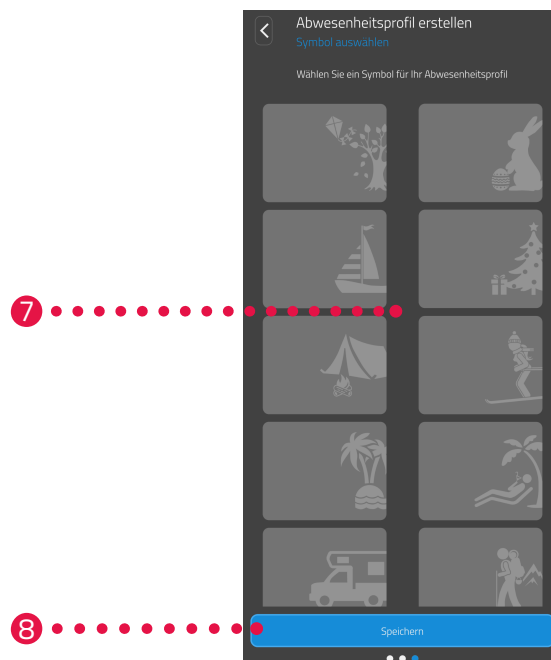 Abwesenheitsprofil erstellen
Symbol auswählen
Wählen Sie ein Symbol für Ihr Abwesenheitsprofil
7
8
Speichern